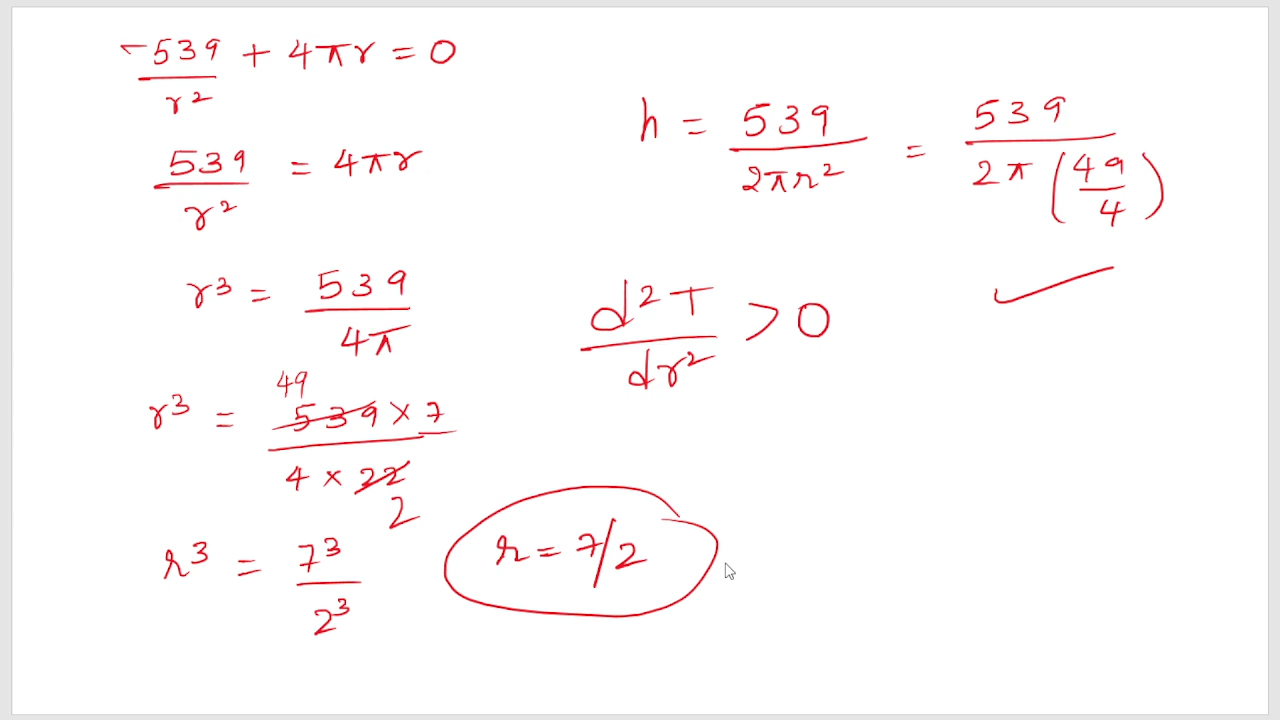 -539/r² + 4πr = 0
539/r² = 4πr
r³ = 539/4π
49
r³ = 539 × 7 / 4 × 22
2
r³ = 7³/2³
r = 7/2
h = 539/2πr² = 539/2π(49/4)
d²T/dr² > 0